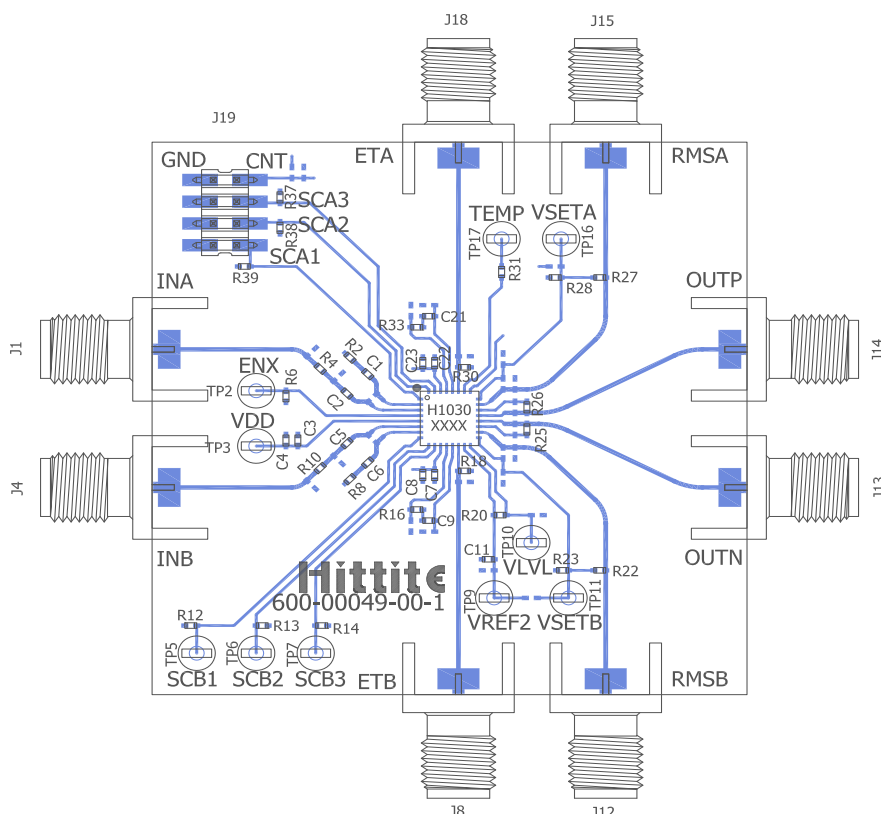 J18 J15
J19
GND CNT ETA RMSA
R37
SCA3
SCA2
R38
TEMP VSETA
TP17 TP16
SCA1
R31
R39
R28 R27
INA OUTP
J1 J14
C21
R33
R2 C1
R4
C23 C22
R30
ENX
TP2 R6
C2
H1030
XXXX
R26
VDD
TP3
C4 C3
C5
R25
R10
R8 C6
J4 J13
C8 C7
R18
R16 C9
R20
TP10
INB OUTN
C11
VLVL
R23 R22
Hittite
600-00049-00-1
TP9 TP11
VREF2 VSETB
R12 R13 R14
TP5 TP6 TP7
SCB1 SCB2 SCB3
ETB RMSB
J8 J12